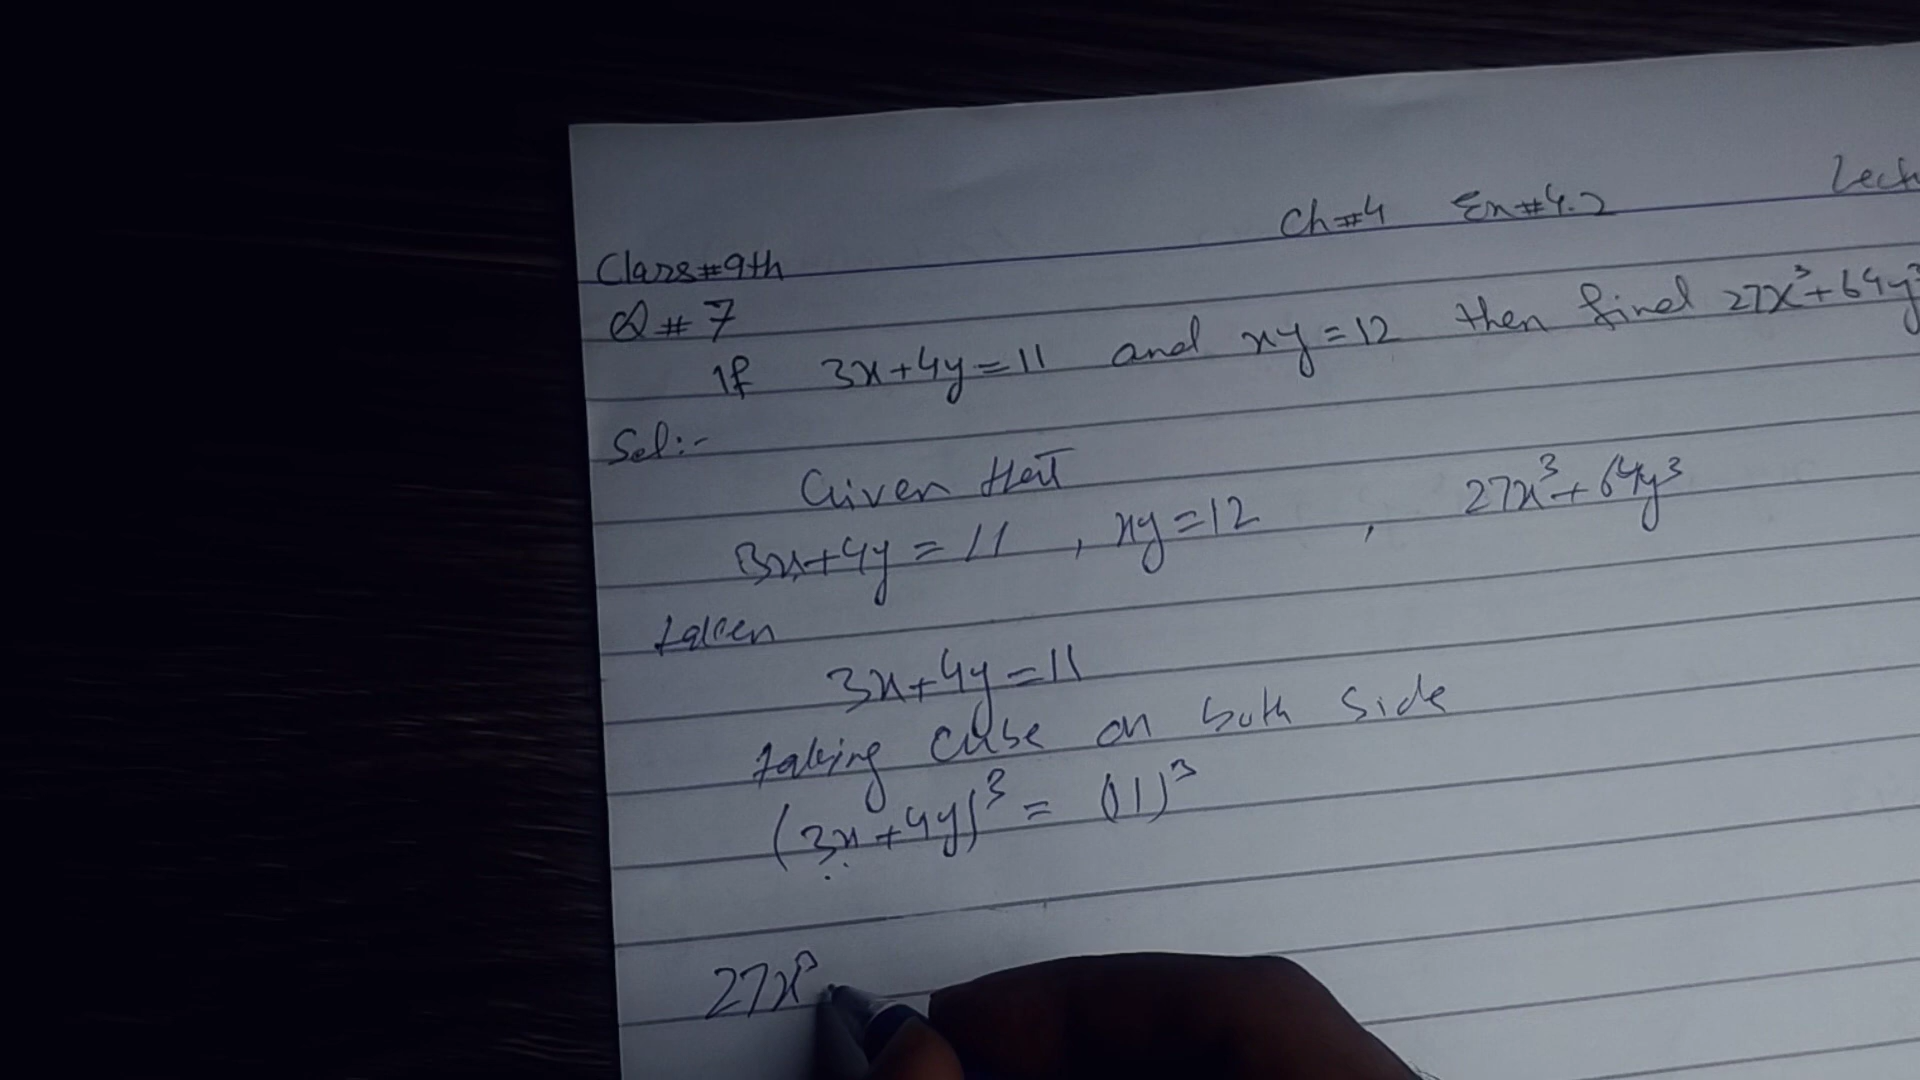 Ch#4 Ex#4.2 Lect
Class#9th
Q#7
If 3x+4y=11 and xy=12 then find 27x³+64y³
Sol:-
Given that
3x+4y=11 , xy=12 , 27x³+64y³
taken
3x+4y=11
taking cube on both side
(3x+4y)³ = (11)³
27x³